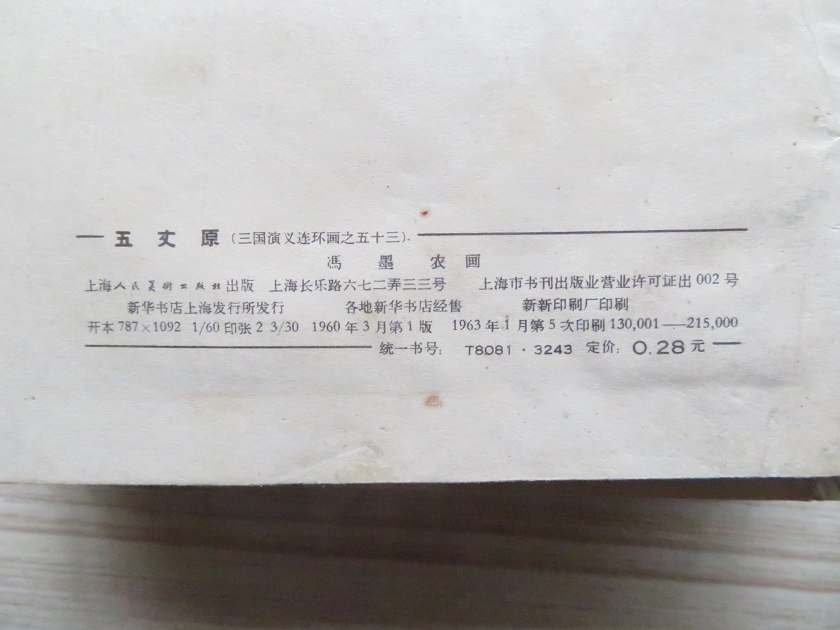 五丈原（三国演义连环画之五十三）
馮墨农画
上海人民美術出版社出版 上海长乐路六七二弄三三号 上海市书刊出版业营业许可证出002号
新华书店上海发行所发行 各地新华书店经售 新新印刷厂印刷
开本787×1092 1/60 印张2 3/30 1960年3月第1版 1963年1月第5次印刷 130,001—215,000
统一书号：T8081·3243 定价：0.28元